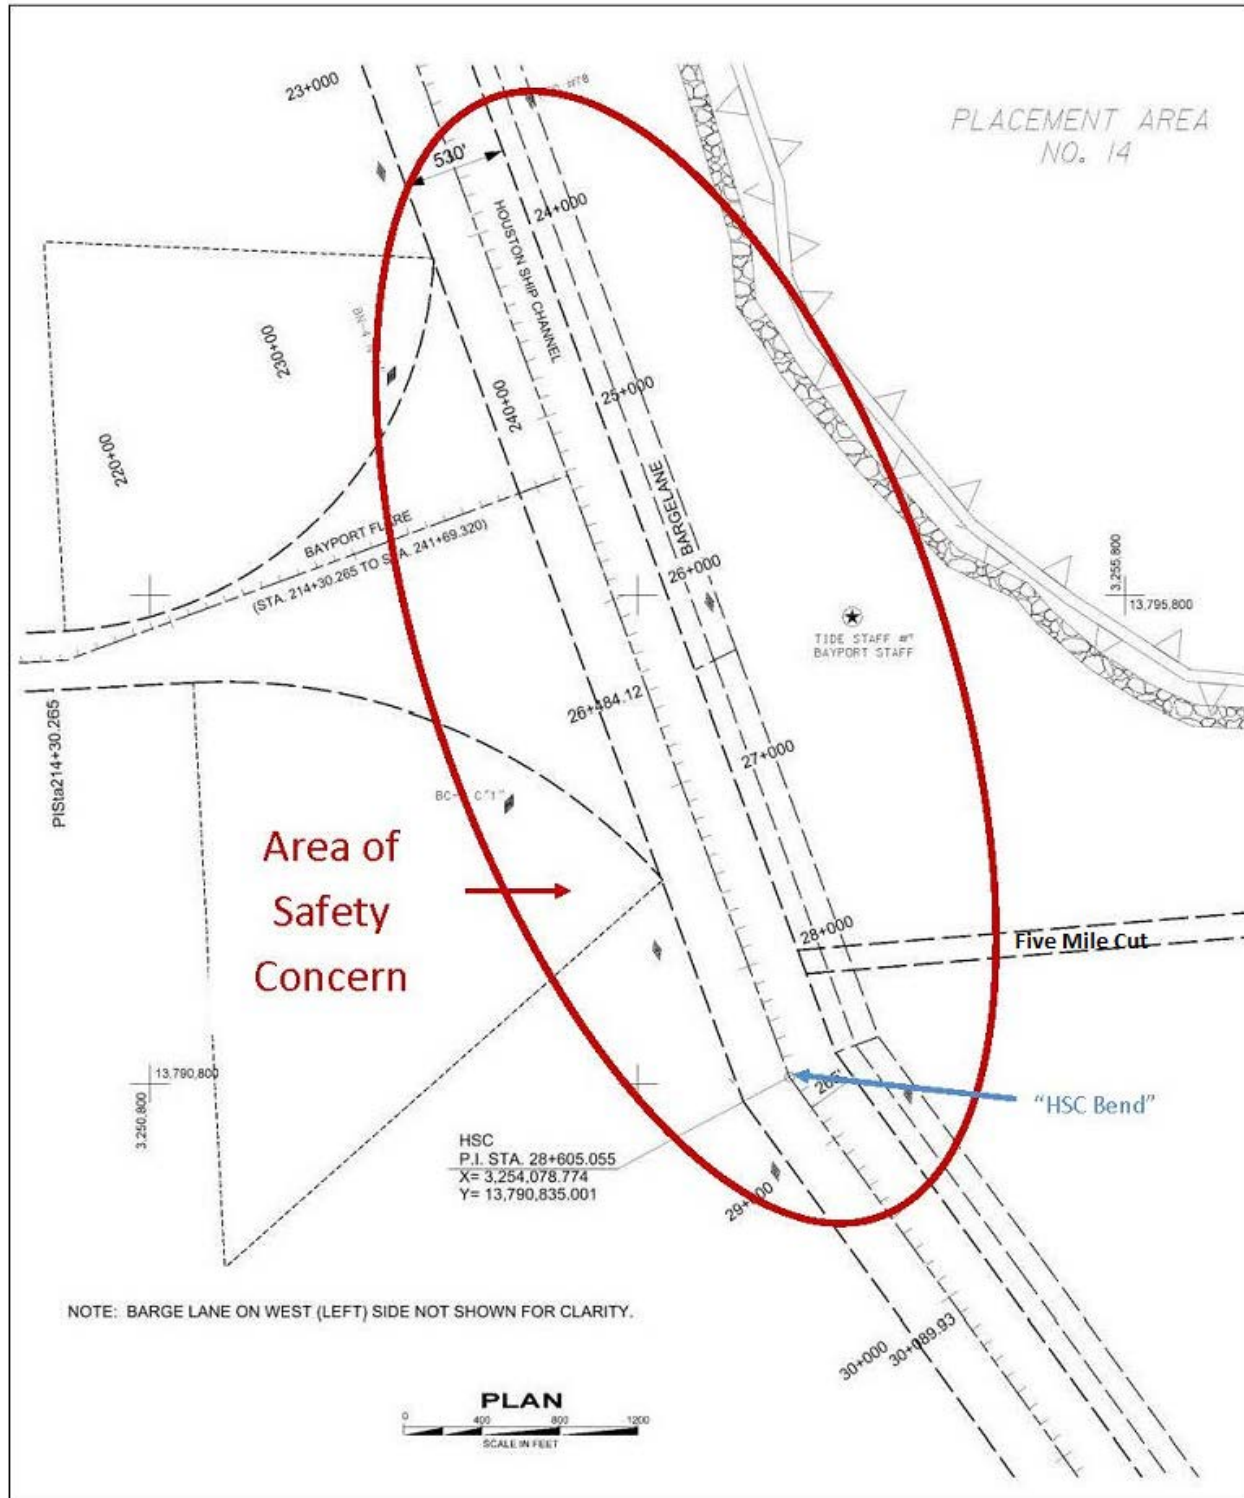 23+000
530'
PLACEMENT AREA
NO. 14
HOUSTON SHIP CHANNEL
24+000
230+00
220+00
240+00
25+000
BARGELANE
BAYPORT FLARE
(STA. 214+30.265 TO STA. 241+69.320)
26+000
3,255,800
13,795,800
TIDE STAFF
BAYPORT STAFF
26+484.12
PISta214+30.265
27+000
Area of
Safety
Concern
28+000
Five Mile Cut
13,790,800
3,250,800
265'
"HSC Bend"
HSC
P.I. STA. 28+605.055
X= 3,254,078.774
Y= 13,790,835.001
29+000
NOTE: BARGE LANE ON WEST (LEFT) SIDE NOT SHOWN FOR CLARITY.
30+000
30+089.93
PLAN
0 400 800 1200
SCALE IN FEET